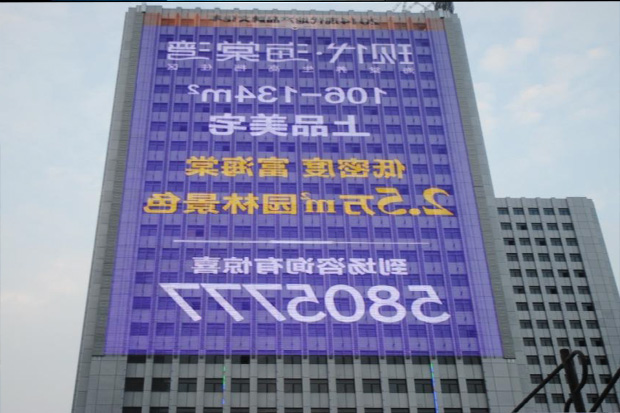 现代·海棠湾
106-134m²
上品美宅
低密度 富海棠
2.5万㎡园林景色
到场咨询有惊喜
5805777